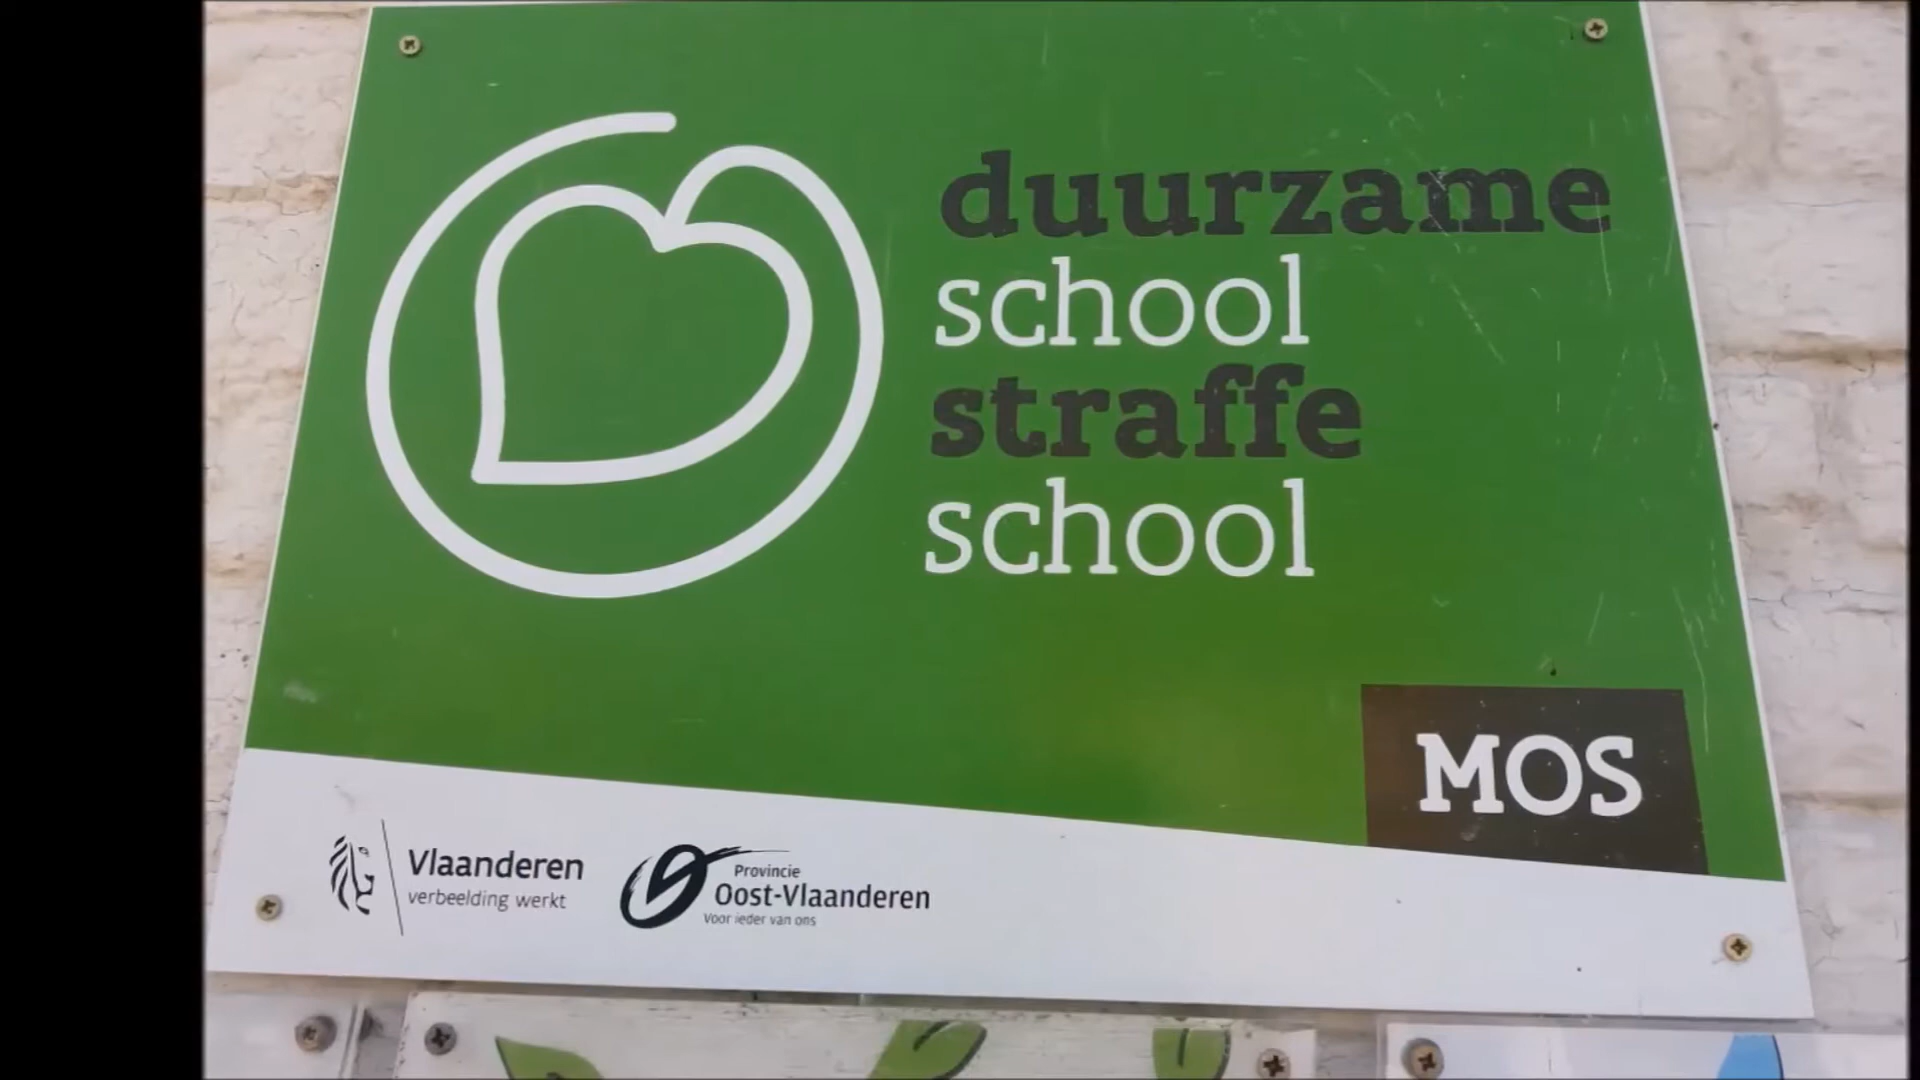 duurzame
school
straffe
school
MOS
Vlaanderen
verbeelding werkt
Provincie
Oost-Vlaanderen
Voor ieder van ons